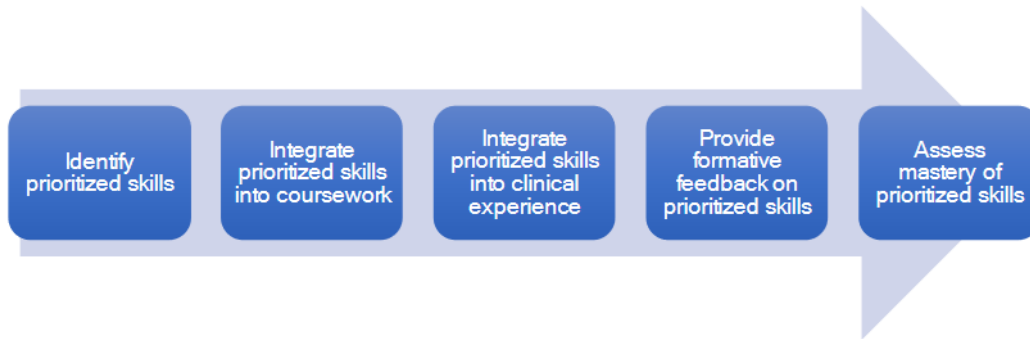 Identify
prioritized skills
Integrate
prioritized skills
into coursework
Integrate
prioritized skills
into clinical
experience
Provide
formative
feedback on
prioritized skills
Assess
mastery of
prioritized skills